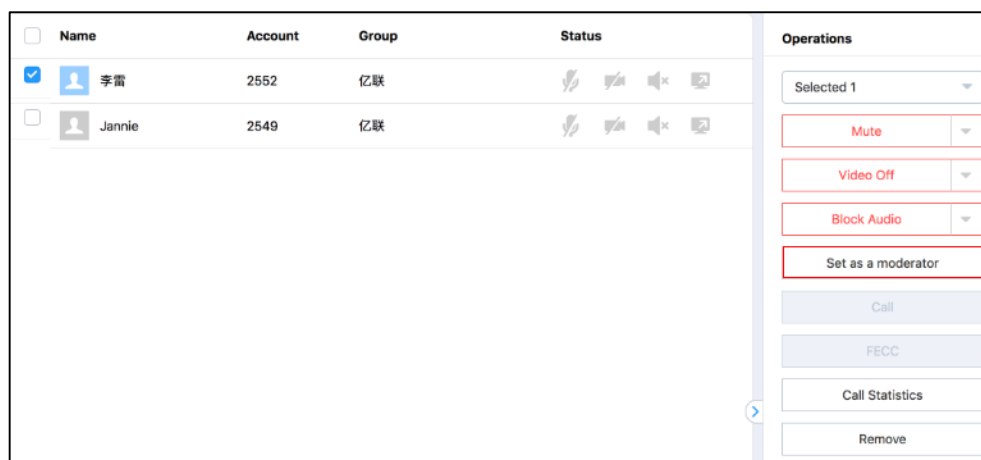 Name Account Group Status
李雷 2552 亿联
Jannie 2549 亿联
Operations
Selected 1
Mute
Video Off
Block Audio
Set as a moderator
Call
FECC
Call Statistics
Remove